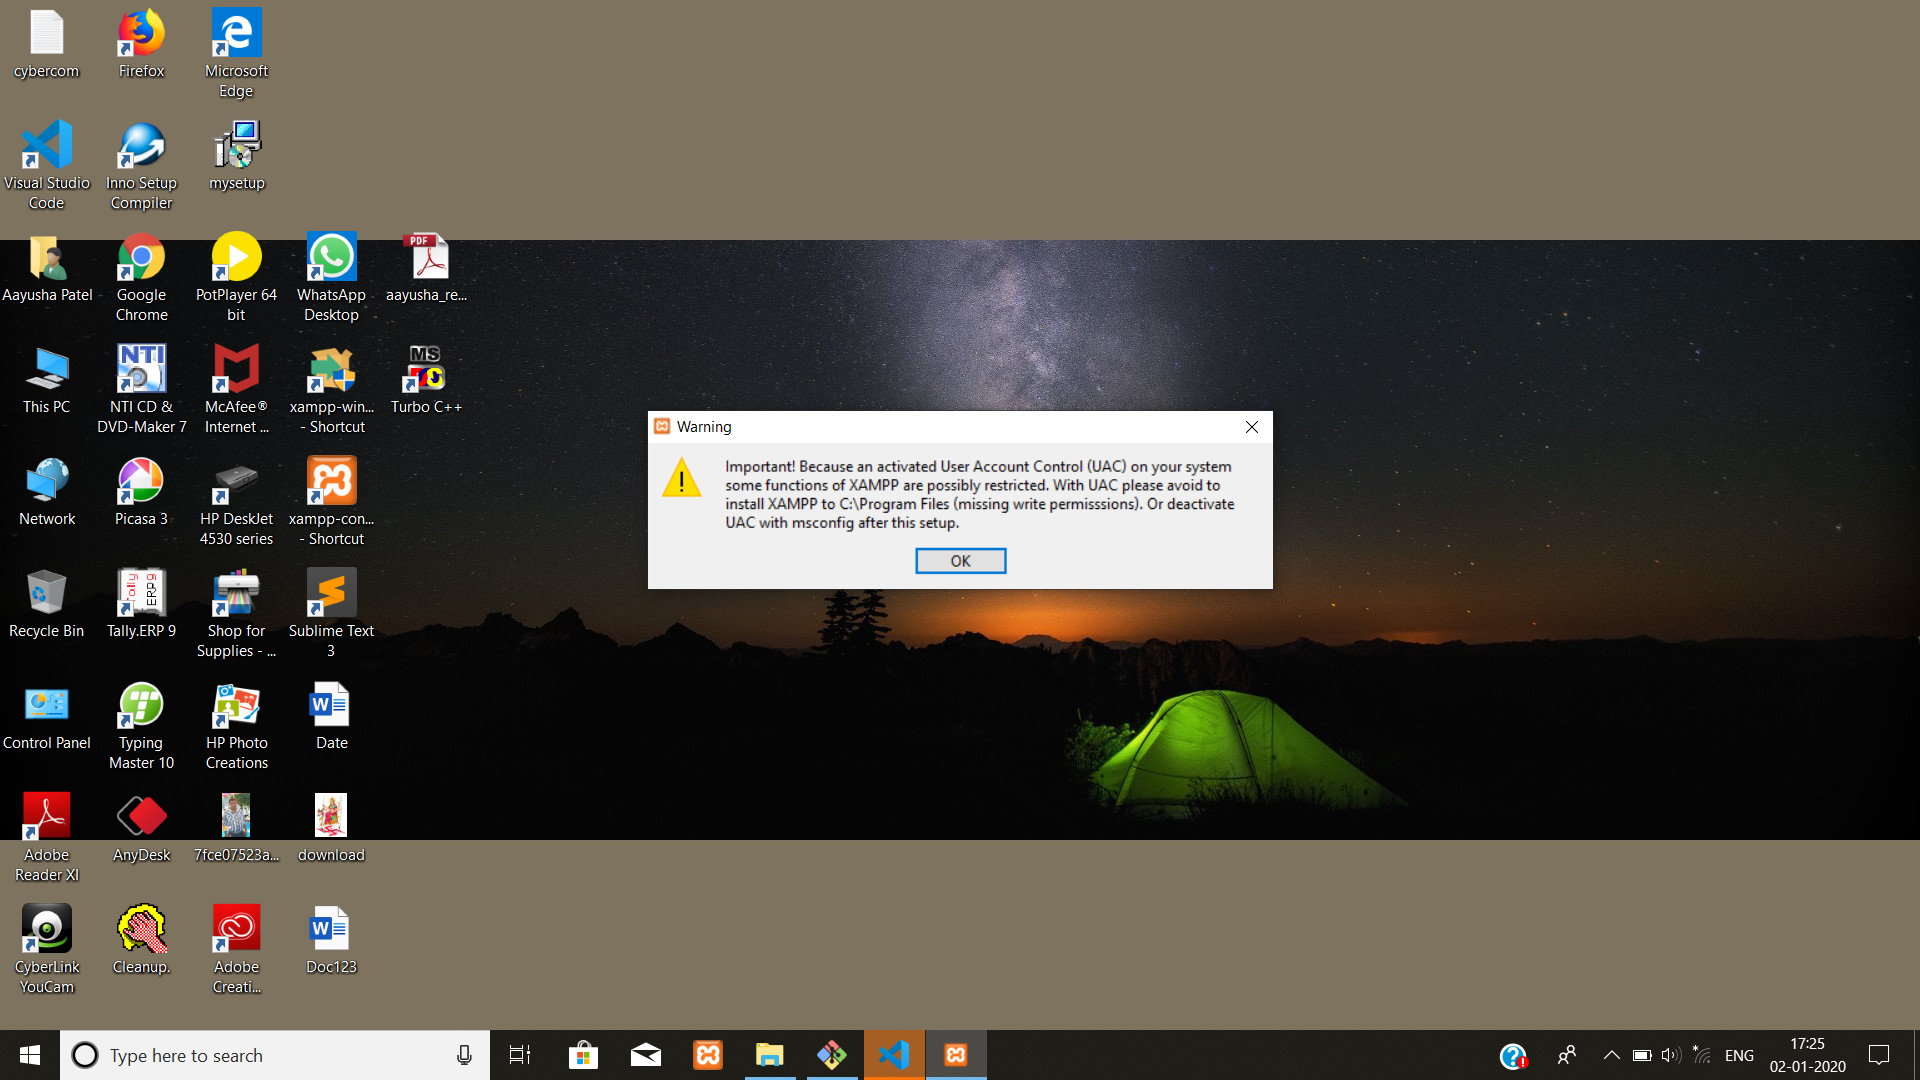 cybercom
Firefox
Microsoft
Edge
Visual Studio
Code
Inno Setup
Compiler
mysetup
Aayusha Patel
Google
Chrome
PotPlayer 64
bit
WhatsApp
Desktop
PDF
aayusha_re...
This PC
NTI
NTI CD &
DVD-Maker 7
McAfee®
Internet ...
xampp-win...
- Shortcut
MS
Turbo C++
Network
Picasa 3
HP DeskJet
4530 series
xampp-con...
- Shortcut
Recycle Bin
Tally
ERP9
Tally.ERP 9
Shop for
Supplies - ...
Sublime Text
3
Control Panel
Typing
Master 10
HP Photo
Creations
W
Date
Adobe
Reader XI
AnyDesk
7fce07523a...
download
CyberLink
YouCam
Cleanup.
Adobe
Creati...
W
Doc123
Warning
Important! Because an activated User Account Control (UAC) on your system
some functions of XAMPP are possibly restricted. With UAC please avoid to
install XAMPP to C:\Program Files (missing write permisssions). Or deactivate
UAC with msconfig after this setup.
OK
Type here to search
ENG
17:25
02-01-2020